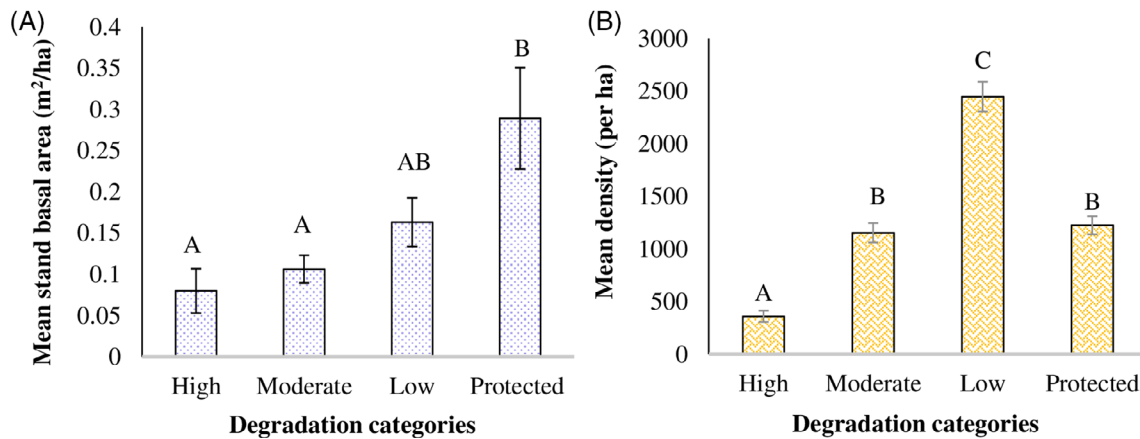 (A)
Mean stand basal area (m²/ha)
0.4
0.35
0.3
0.25
0.2
0.15
0.1
0.05
0
A
A
AB
B
High Moderate Low Protected
Degradation categories
(B)
Mean density (per ha)
3000
2500
2000
1500
1000
500
0
A
B
C
B
High Moderate Low Protected
Degradation categories